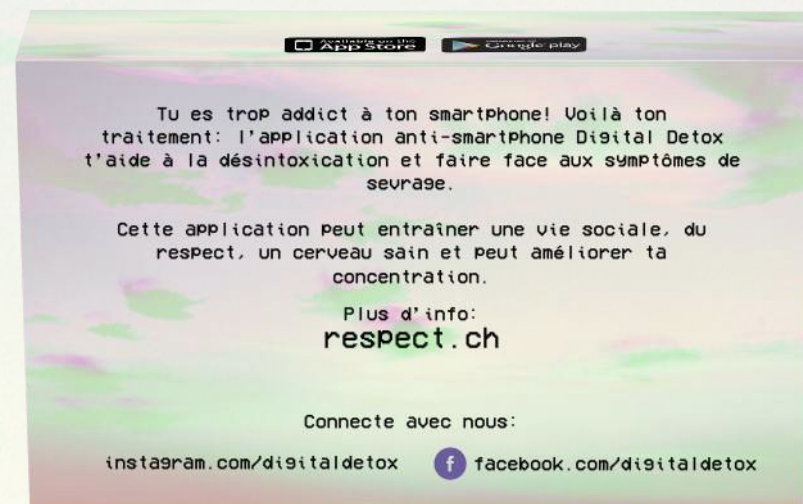 Available on the
App Store
Google play
Tu es trop addict à ton smartphone! Voilà ton
traitement: l'application anti-smartphone Digital Detox
t'aide à la désintoxication et faire face aux symptômes de
sevrage.
Cette application peut entraîner une vie sociale, du
respect, un cerveau sain et peut améliorer ta
concentration.
Plus d'info:
respect.ch
Connecte avec nous:
instagram.com/digitaldetox f facebook.com/digitaldetox